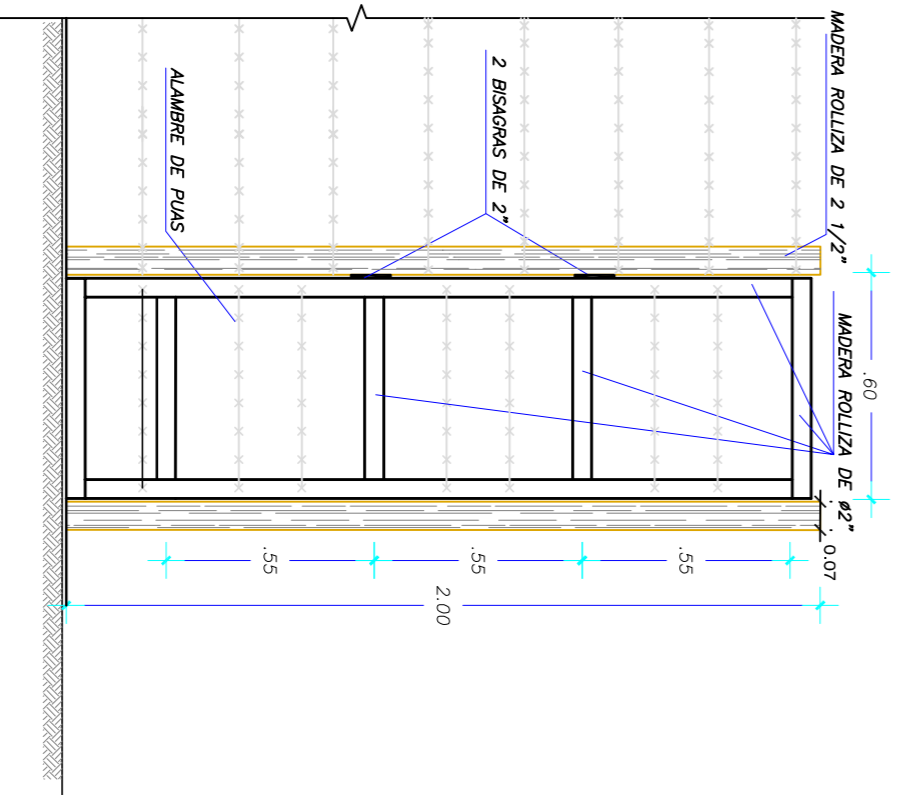 MADERA ROLLIZA DE 2 1/2"
MADERA ROLLIZA DE ø2"
.60
0.07
2 BISAGRAS DE 2"
ALAMBRE DE PUAS
.55
.55
.55
2.00